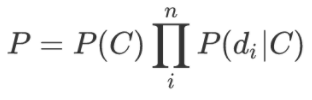 P = P(C) ∏_{i}^{n} P(d_i|C)